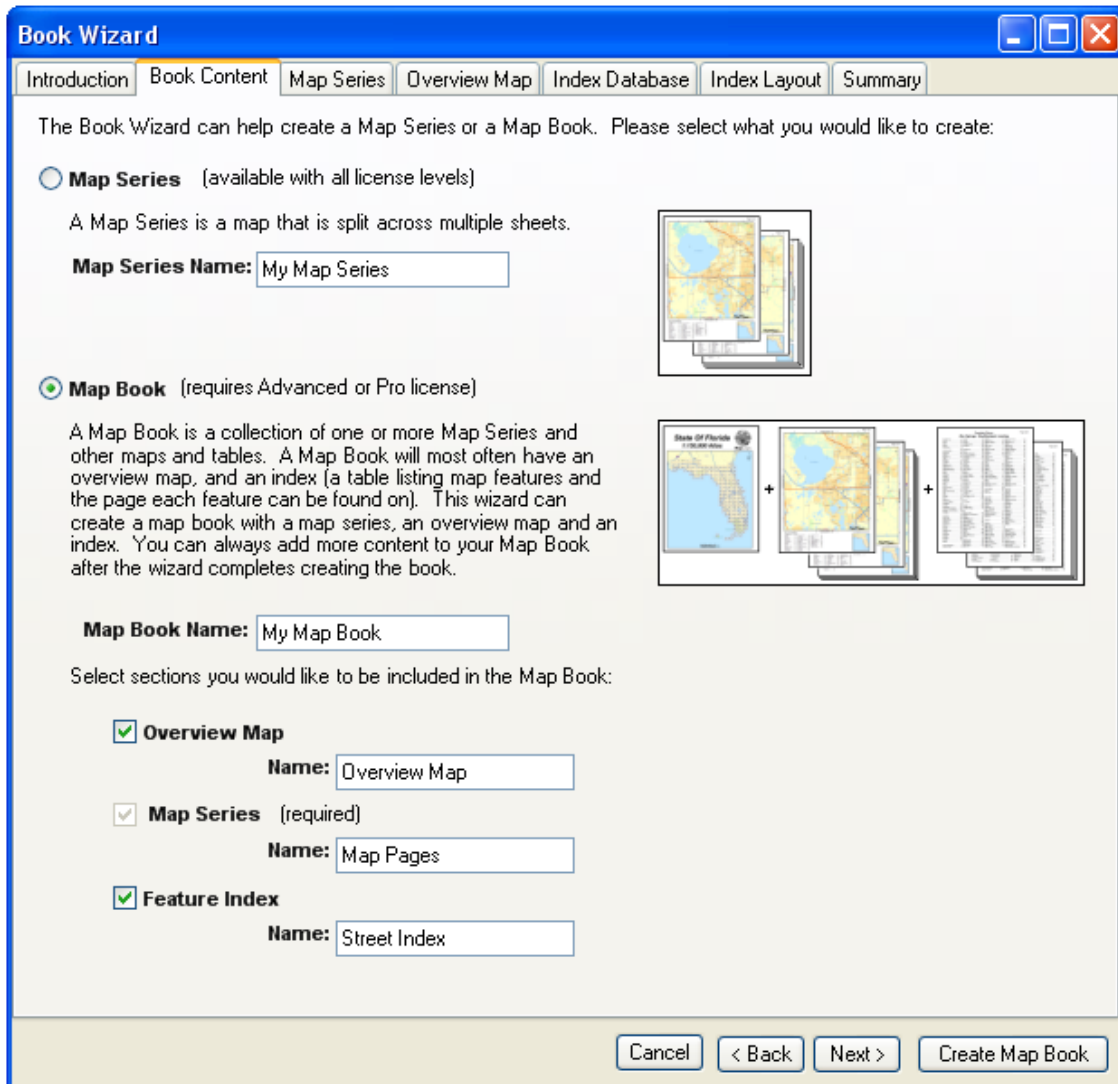 Book Wizard
Introduction Book Content Map Series Overview Map Index Database Index Layout Summary
The Book Wizard can help create a Map Series or a Map Book. Please select what you would like to create:
Map Series (available with all license levels)
A Map Series is a map that is split across multiple sheets.
Map Series Name: My Map Series
Map Book (requires Advanced or Pro license)
A Map Book is a collection of one or more Map Series and
other maps and tables. A Map Book will most often have an
overview map, and an index (a table listing map features and
the page each feature can be found on). This wizard can
create a map book with a map series, an overview map and an
index. You can always add more content to your Map Book
after the wizard completes creating the book.
State Of Florida
+ +
Map Book Name: My Map Book
Select sections you would like to be included in the Map Book:
Overview Map
Name: Overview Map
Map Series (required)
Name: Map Pages
Feature Index
Name: Street Index
Cancel < Back Next > Create Map Book